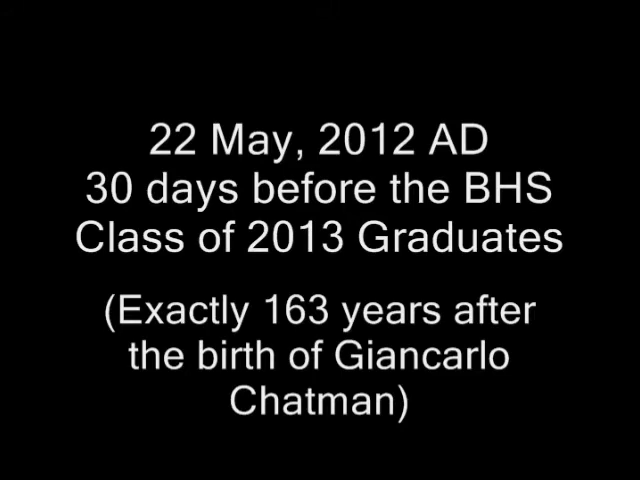 22 May, 2012 AD
30 days before the BHS
Class of 2013 Graduates
(Exactly 163 years after
the birth of Giancarlo
Chatman)